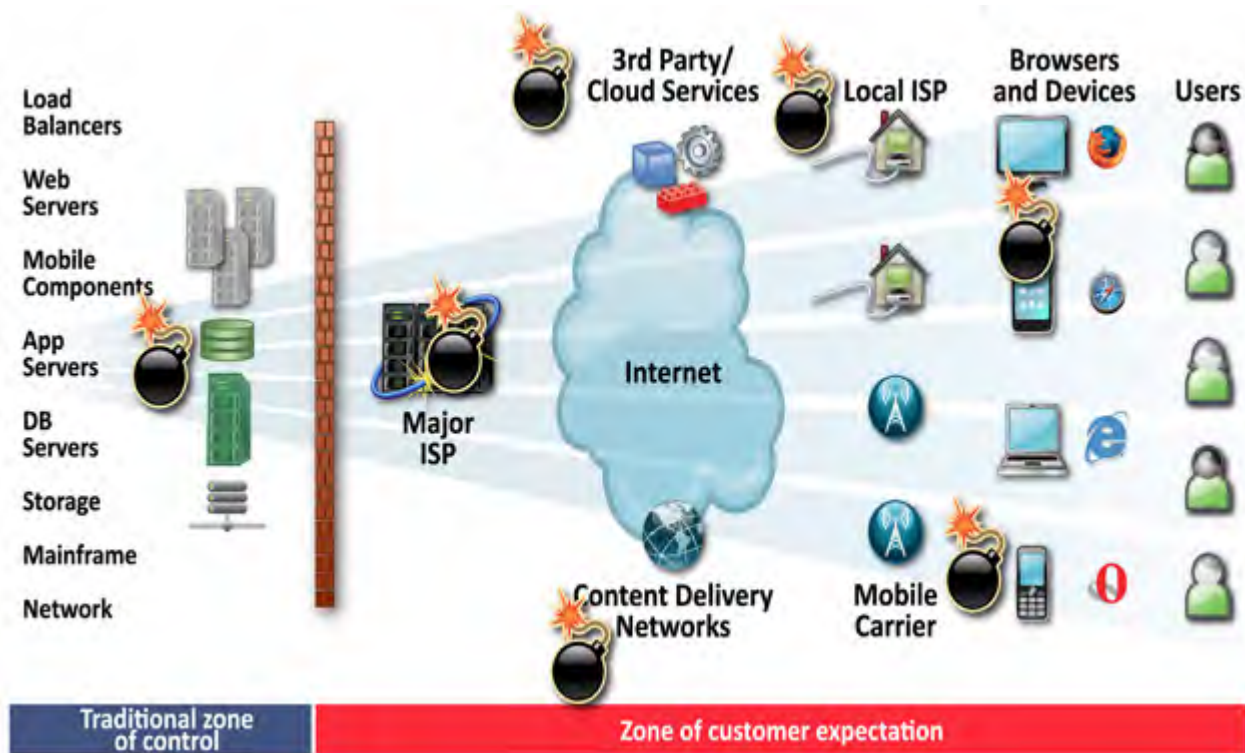 Load
Balancers
Web
Servers
Mobile
Components
App
Servers
DB
Servers
Storage
Mainframe
Network
Major
ISP
3rd Party/
Cloud Services
Internet
Content Delivery
Networks
Local ISP
Mobile
Carrier
Browsers
and Devices
Users
Traditional zone
of control
Zone of customer expectation